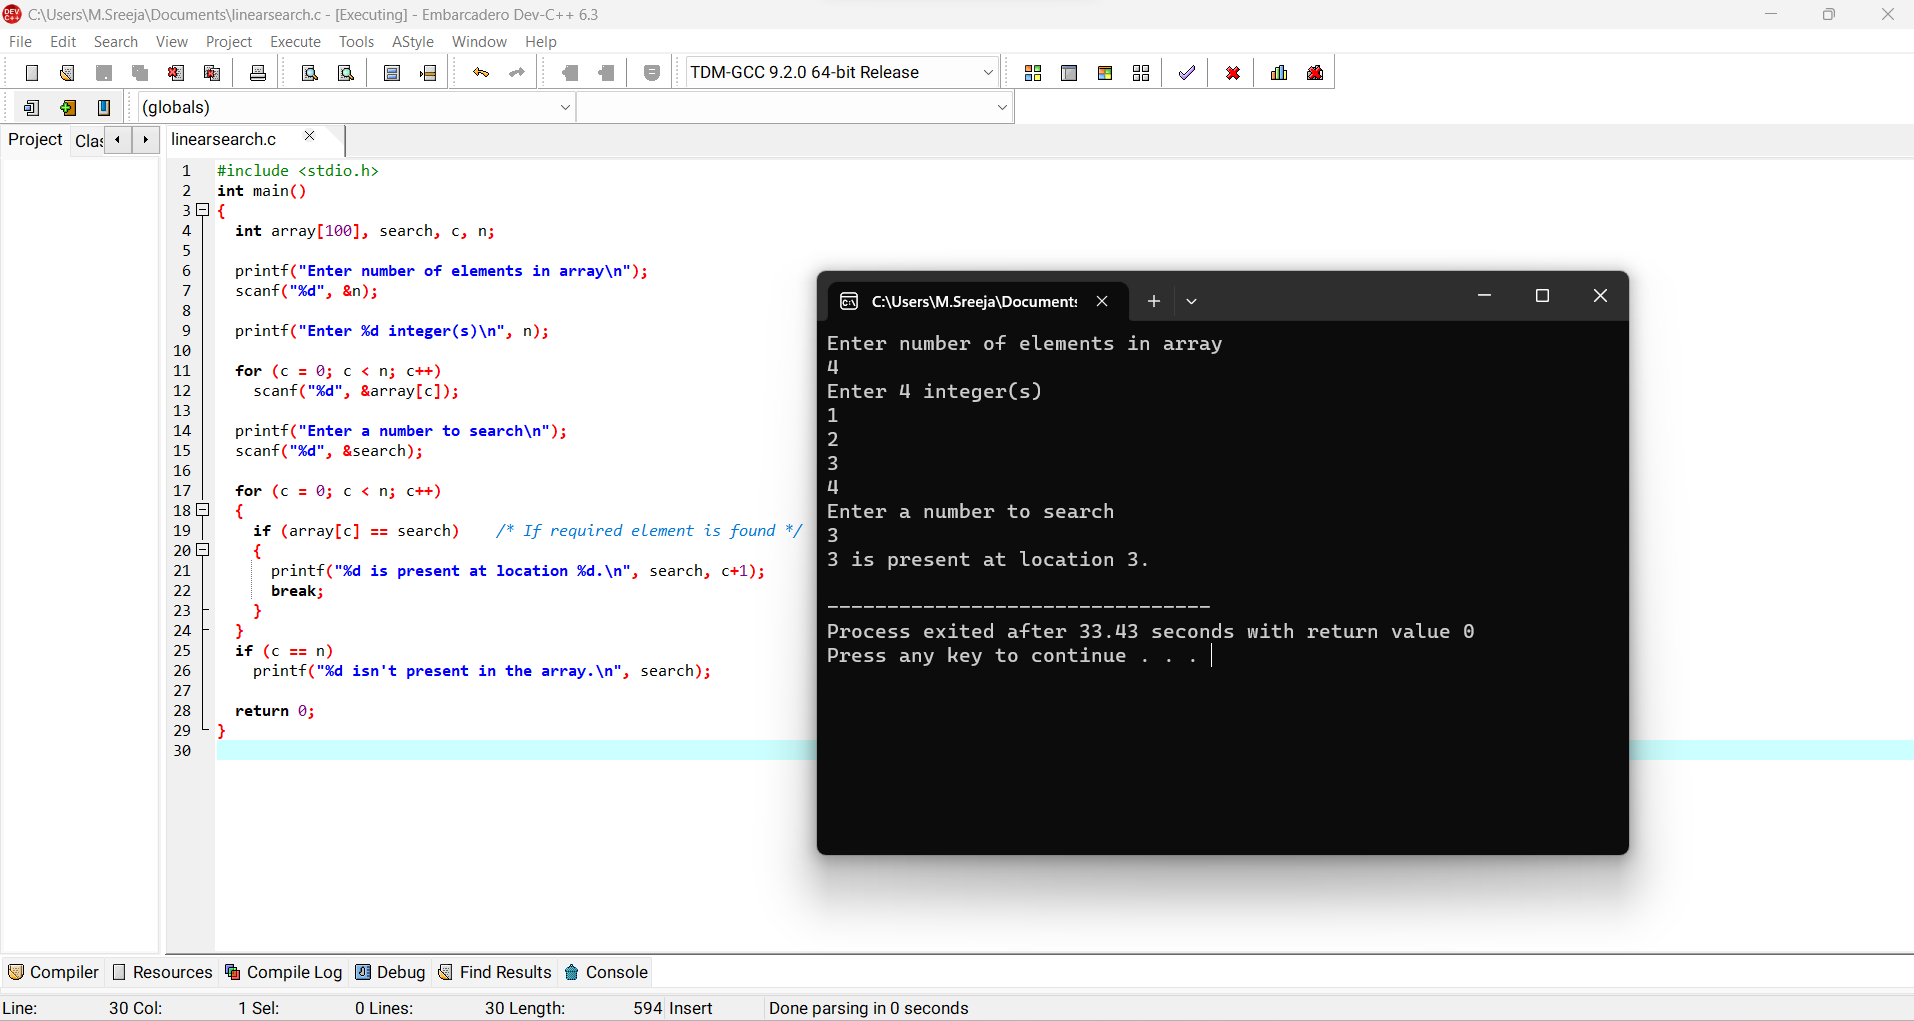 C:\Users\M.Sreeja\Documents\linearsearch.c - [Executing] - Embarcadero Dev-C++ 6.3
File Edit Search View Project Execute Tools AStyle Window Help
TDM-GCC 9.2.0 64-bit Release
(globals)
Project Clas linearsearch.c
1 #include <stdio.h>
2 int main()
3 {
4 int array[100], search, c, n;
5
6 printf("Enter number of elements in array\n");
7 scanf("%d", &n);
8
9 printf("Enter %d integer(s)\n", n);
10
11 for (c = 0; c < n; c++)
12 scanf("%d", &array[c]);
13
14 printf("Enter a number to search\n");
15 scanf("%d", &search);
16
17 for (c = 0; c < n; c++)
18 {
19 if (array[c] == search) /* If required element is found */
20 {
21 printf("%d is present at location %d.\n", search, c+1);
22 break;
23 }
24 }
25 if (c == n)
26 printf("%d isn't present in the array.\n", search);
27
28 return 0;
29 }
30
C:\Users\M.Sreeja\Documents
Enter number of elements in array
4
Enter 4 integer(s)
1
2
3
4
Enter a number to search
3
3 is present at location 3.
--------------------------------
Process exited after 33.43 seconds with return value 0
Press any key to continue . . .
Compiler Resources Compile Log Debug Find Results Console
Line: 30 Col: 1 Sel: 0 Lines: 30 Length: 594 Insert Done parsing in 0 seconds